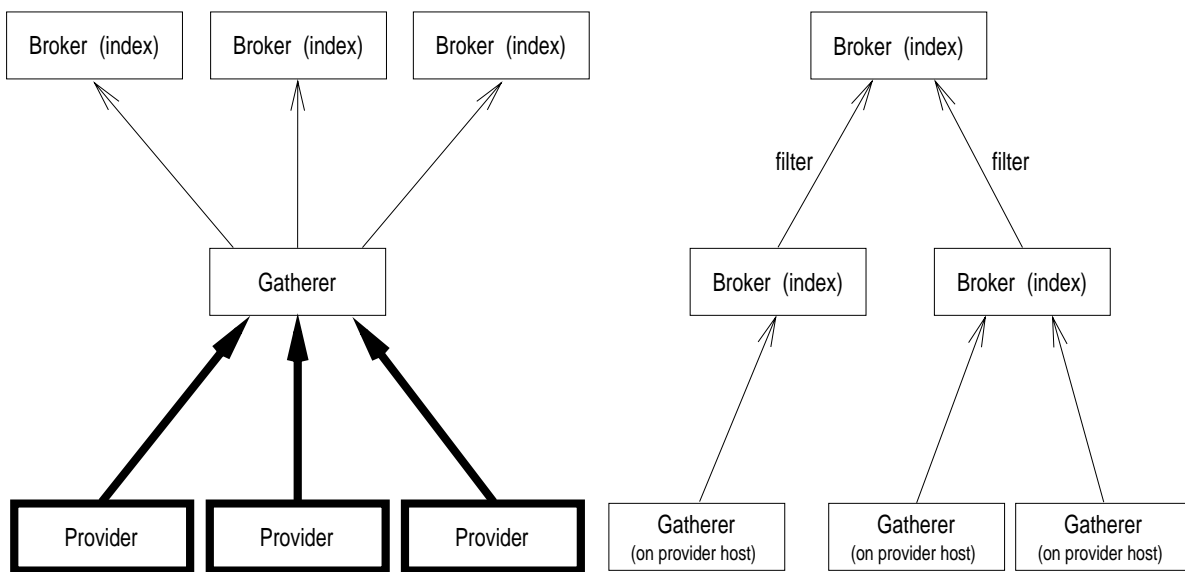 Broker (index)
Broker (index)
Broker (index)
Gatherer
Provider
Provider
Provider
Broker (index)
filter
filter
Broker (index)
Broker (index)
Gatherer
(on provider host)
Gatherer
(on provider host)
Gatherer
(on provider host)